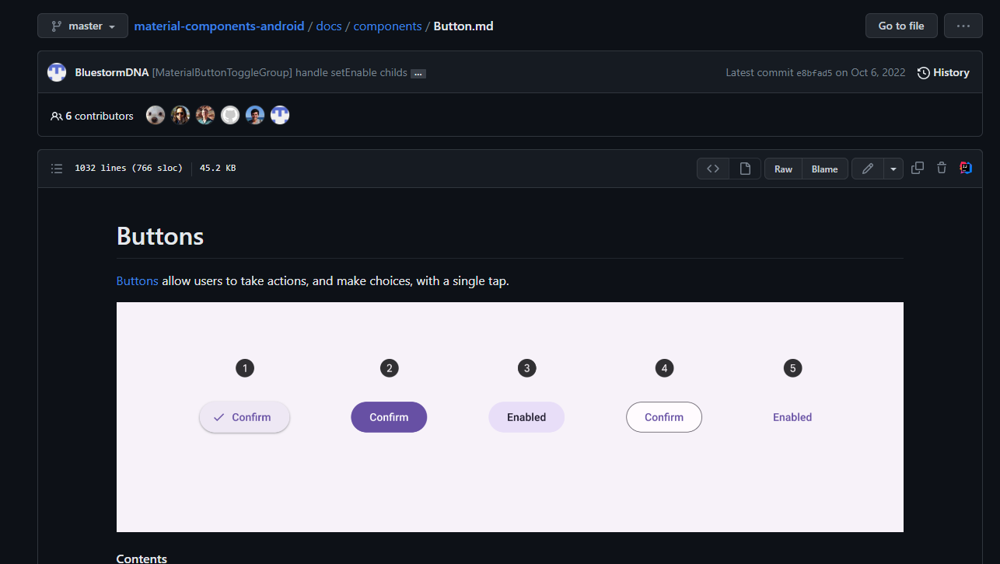 master material-components-android / docs / components / Button.md Go to file ...
BluestormDNA [MaterialButtonToggleGroup] handle setEnable childs ... Latest commit e8bfad5 on Oct 6, 2022 History
6 contributors
1032 lines (766 sloc) 45.2 KB Raw Blame
Buttons
Buttons allow users to take actions, and make choices, with a single tap.
1 2 3 4 5
Confirm Confirm Enabled Confirm Enabled
Contents